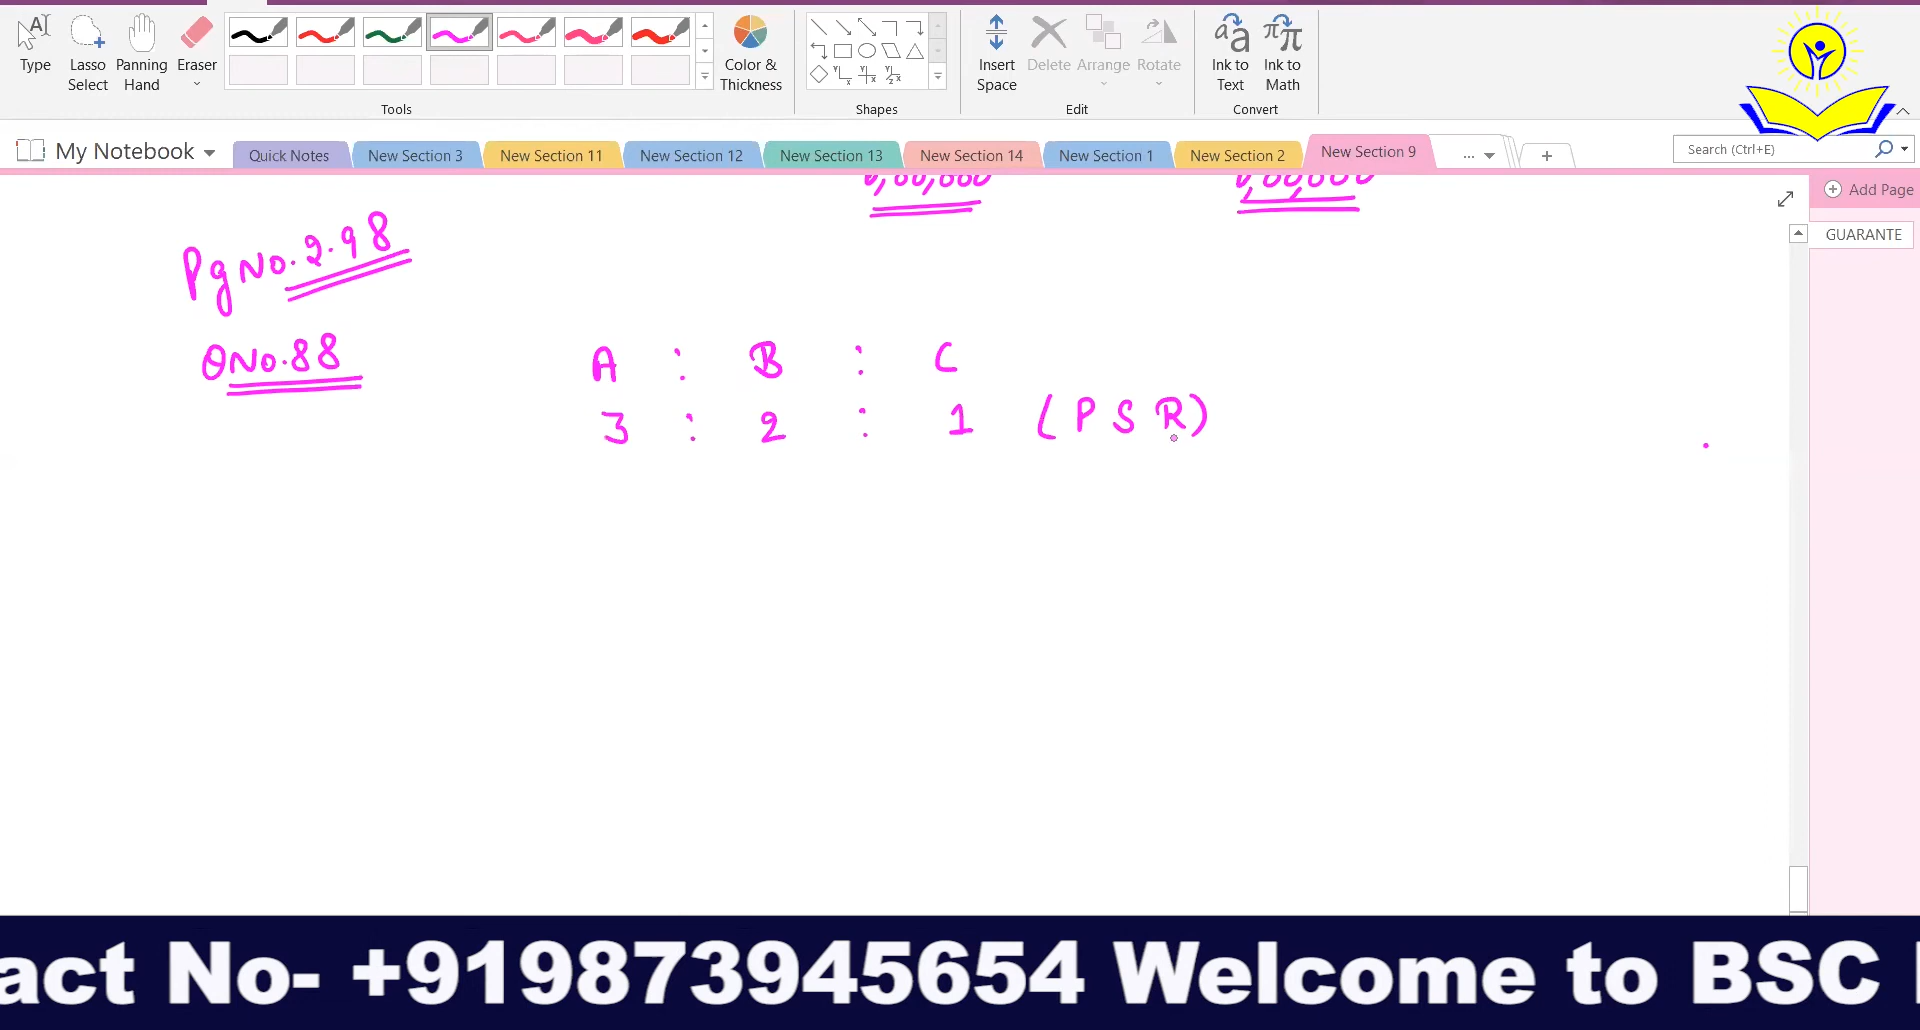 Type
Lasso Select
Panning Hand
Eraser
Color & Thickness
Insert Space
Delete
Arrange
Rotate
Ink to Text
Ink to Math
Tools
Shapes
Edit
Convert
My Notebook
Quick Notes
New Section 3
New Section 11
New Section 12
New Section 13
New Section 14
New Section 1
New Section 2
New Section 9
...
Search (Ctrl+E)
Add Page
GUARANTE
Pg No. 2.98
QNo. 88
A : B : C
3 : 2 : 1 (PSR)
act No- +919873945654 Welcome to BSC